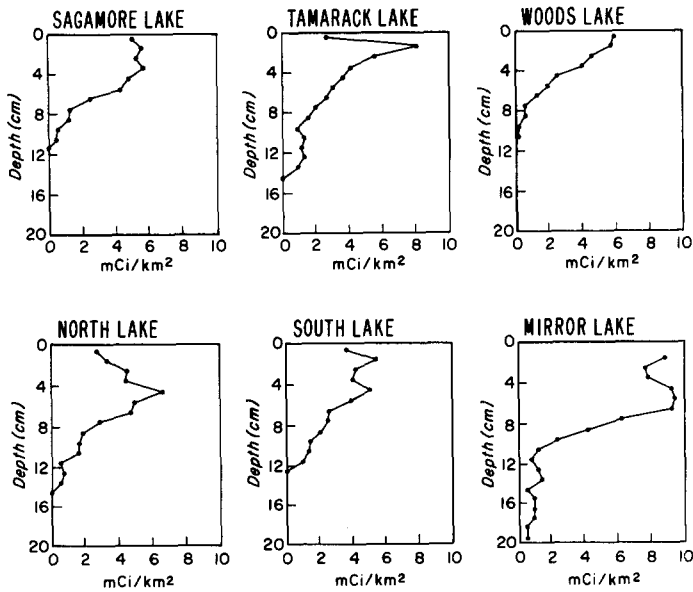 SAGAMORE LAKE TAMARACK LAKE WOODS LAKE
0 0 0
4 4 4
8 8 8
12 12 12
16 16 16
20 20 20
Depth (cm) Depth (cm) Depth (cm)
0 2 4 6 8 10 0 2 4 6 8 10 0 2 4 6 8 10
mCi/km² mCi/km² mCi/km²
NORTH LAKE SOUTH LAKE MIRROR LAKE
0 0 0
4 4 4
8 8 8
12 12 12
16 16 16
20 20 20
Depth (cm) Depth (cm) Depth (cm)
0 2 4 6 8 10 0 2 4 6 8 10 0 2 4 6 8 10
mCi/km² mCi/km² mCi/km²